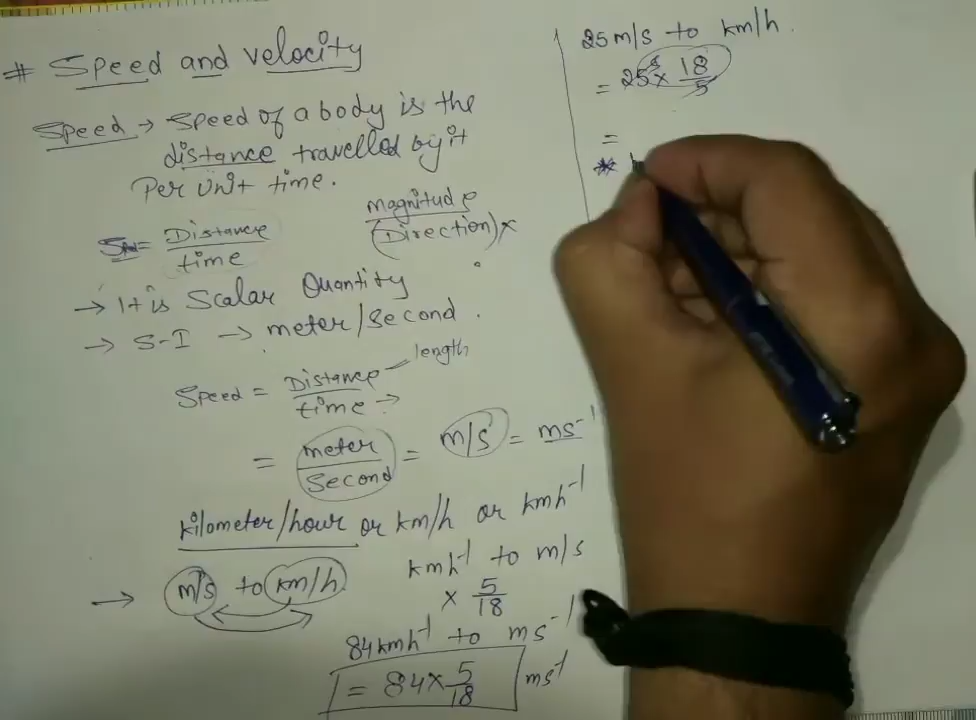 # Speed and velocity
Speed → Speed of a body is the
distance travelled by it
Per Unit time.
= Distance
time
magnitude
(Direction) ×
→ It is Scalar Quantity
→ S-I → meter/Second.
Speed = Distance - length
time →
= meter = m/s = ms⁻¹
Second
kilometer/hour or km/h or kmh⁻¹
→ m/s to km/h
kmh⁻¹ to m/s
× 5
18
84 kmh⁻¹ to ms⁻¹
= 84 × 5 ms⁻¹
18
25 m/s to km/h.
= 25 5 × 18
5
=
*